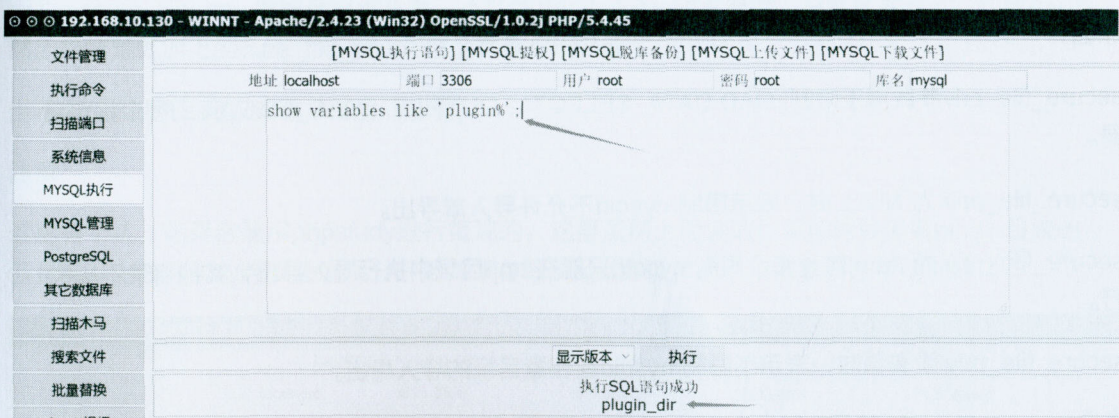 192.168.10.130 - WINNT - Apache/2.4.23 (Win32) OpenSSL/1.0.2j PHP/5.4.45
文件管理
[MYSQL执行语句] [MYSQL提权] [MYSQL脱库备份] [MYSQL上传文件] [MYSQL下载文件]
执行命令
地址 localhost 端口 3306 用户 root 密码 root 库名 mysql
扫描端口
show variables like 'plugin%';
系统信息
MYSQL执行
MYSQL管理
PostgreSQL
其它数据库
扫描木马
搜索文件
显示版本 执行
批量替换
执行SQL语句成功
plugin_dir